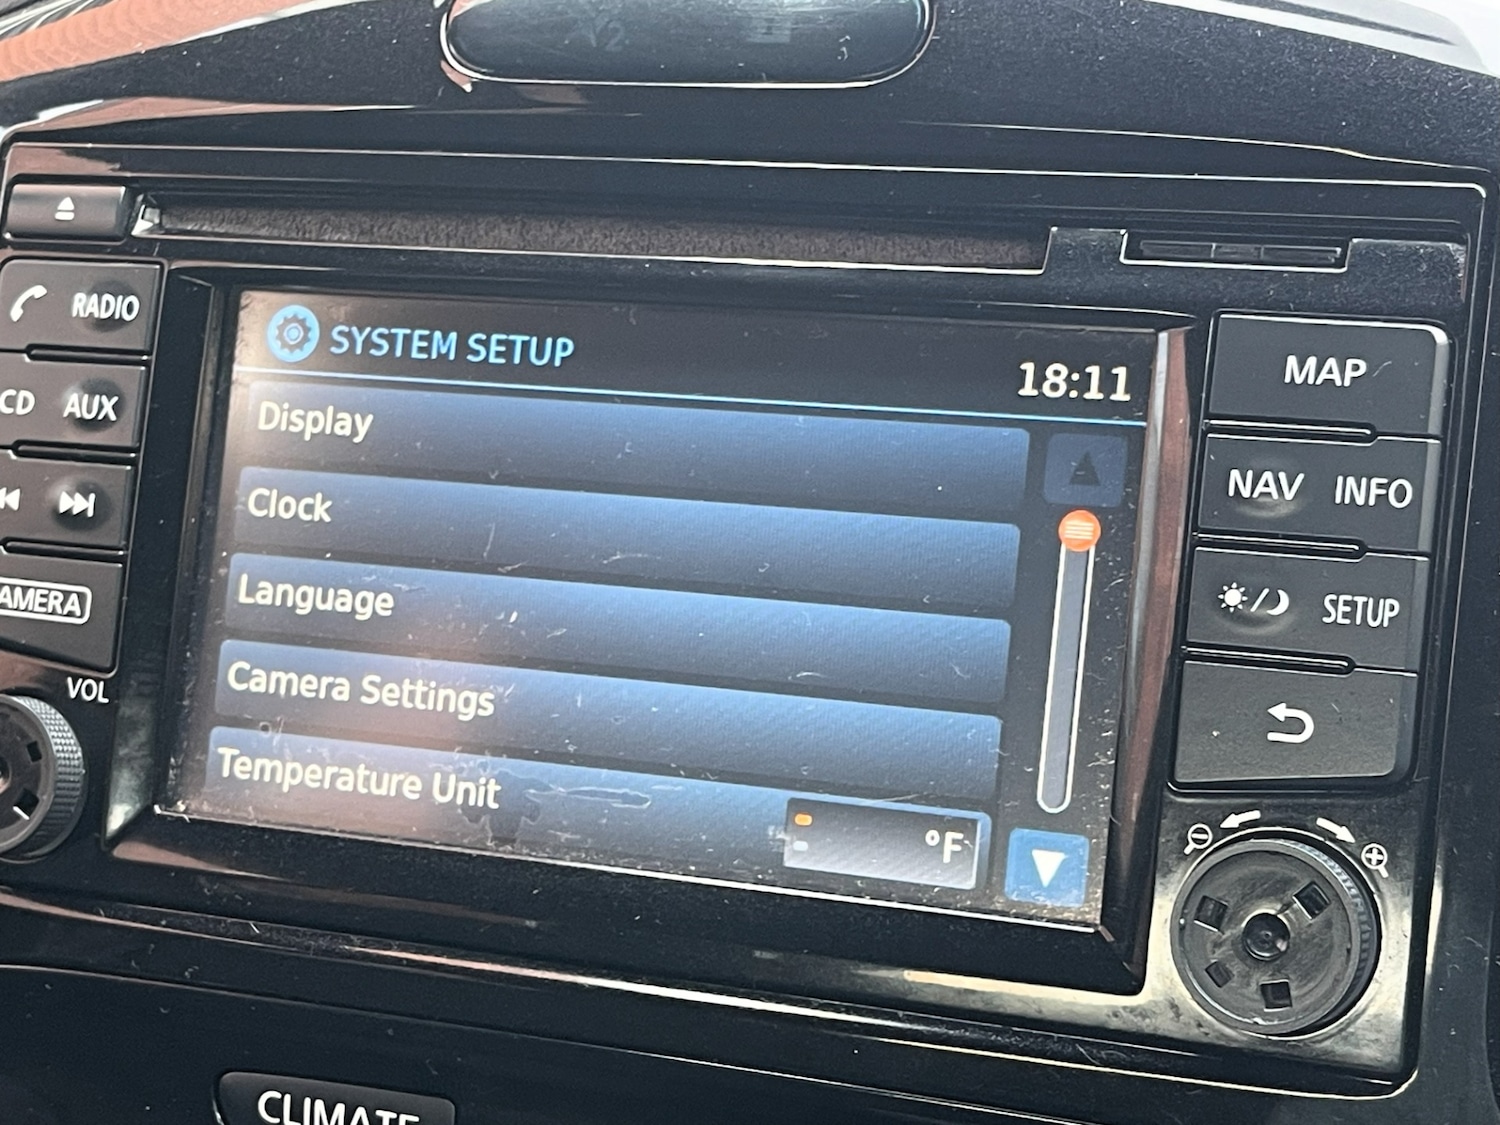 RADIO
CD AUX
AMERA
VOL
SYSTEM SETUP
18:11
Display
Clock
Language
Camera Settings
Temperature Unit
°F
MAP
NAV INFO
SETUP
CLIMATE